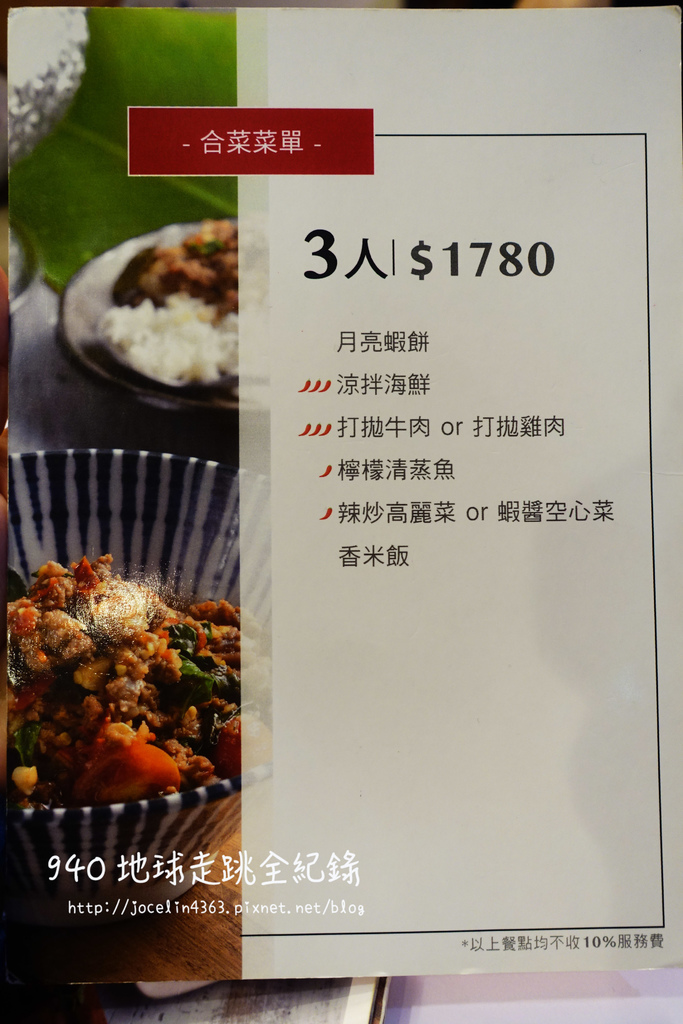 - 合菜菜單 -
3人 | $1780
月亮蝦餅
涼拌海鮮
打拋牛肉 or 打拋雞肉
檸檬清蒸魚
辣炒高麗菜 or 蝦醬空心菜
香米飯
940 地球走跳全紀錄
http://jocelin4363.pixnet.net/blog
*以上餐點均不收10%服務費